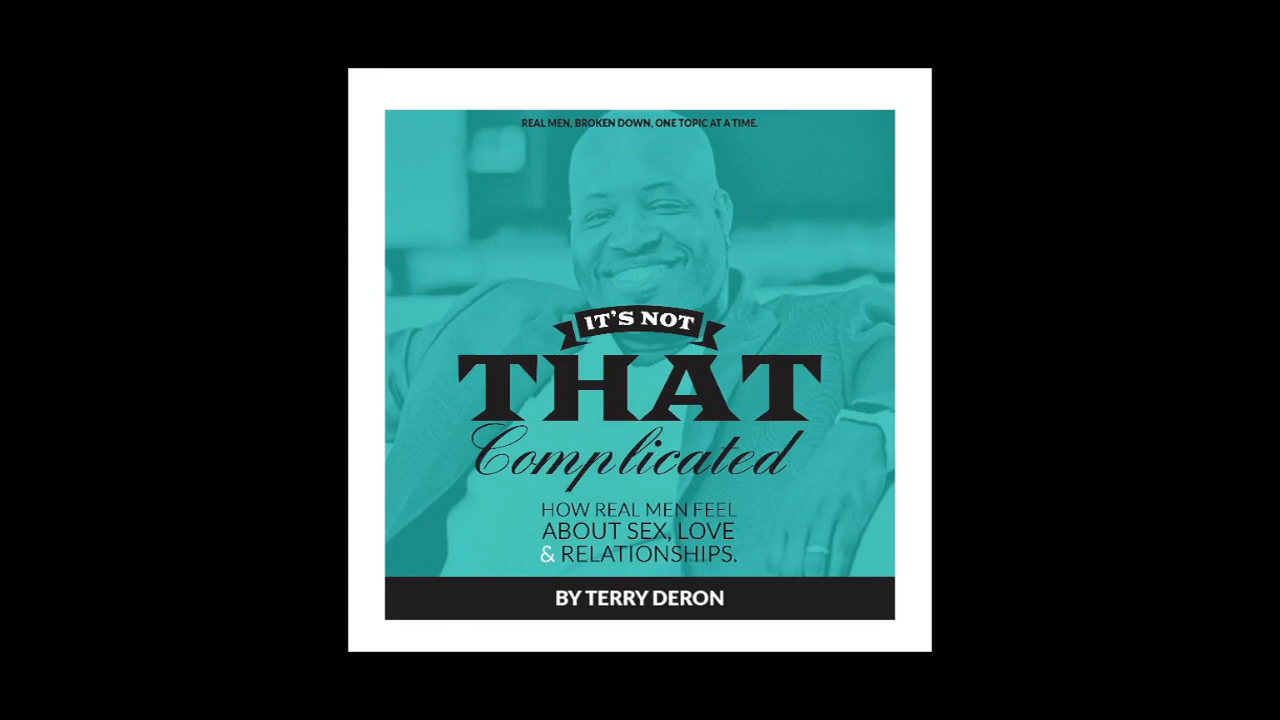 REAL MEN, BROKEN DOWN, ONE TOPIC AT A TIME.
IT'S NOT
THAT
Complicated
HOW REAL MEN FEEL
ABOUT SEX, LOVE
& RELATIONSHIPS.
BY TERRY DERON